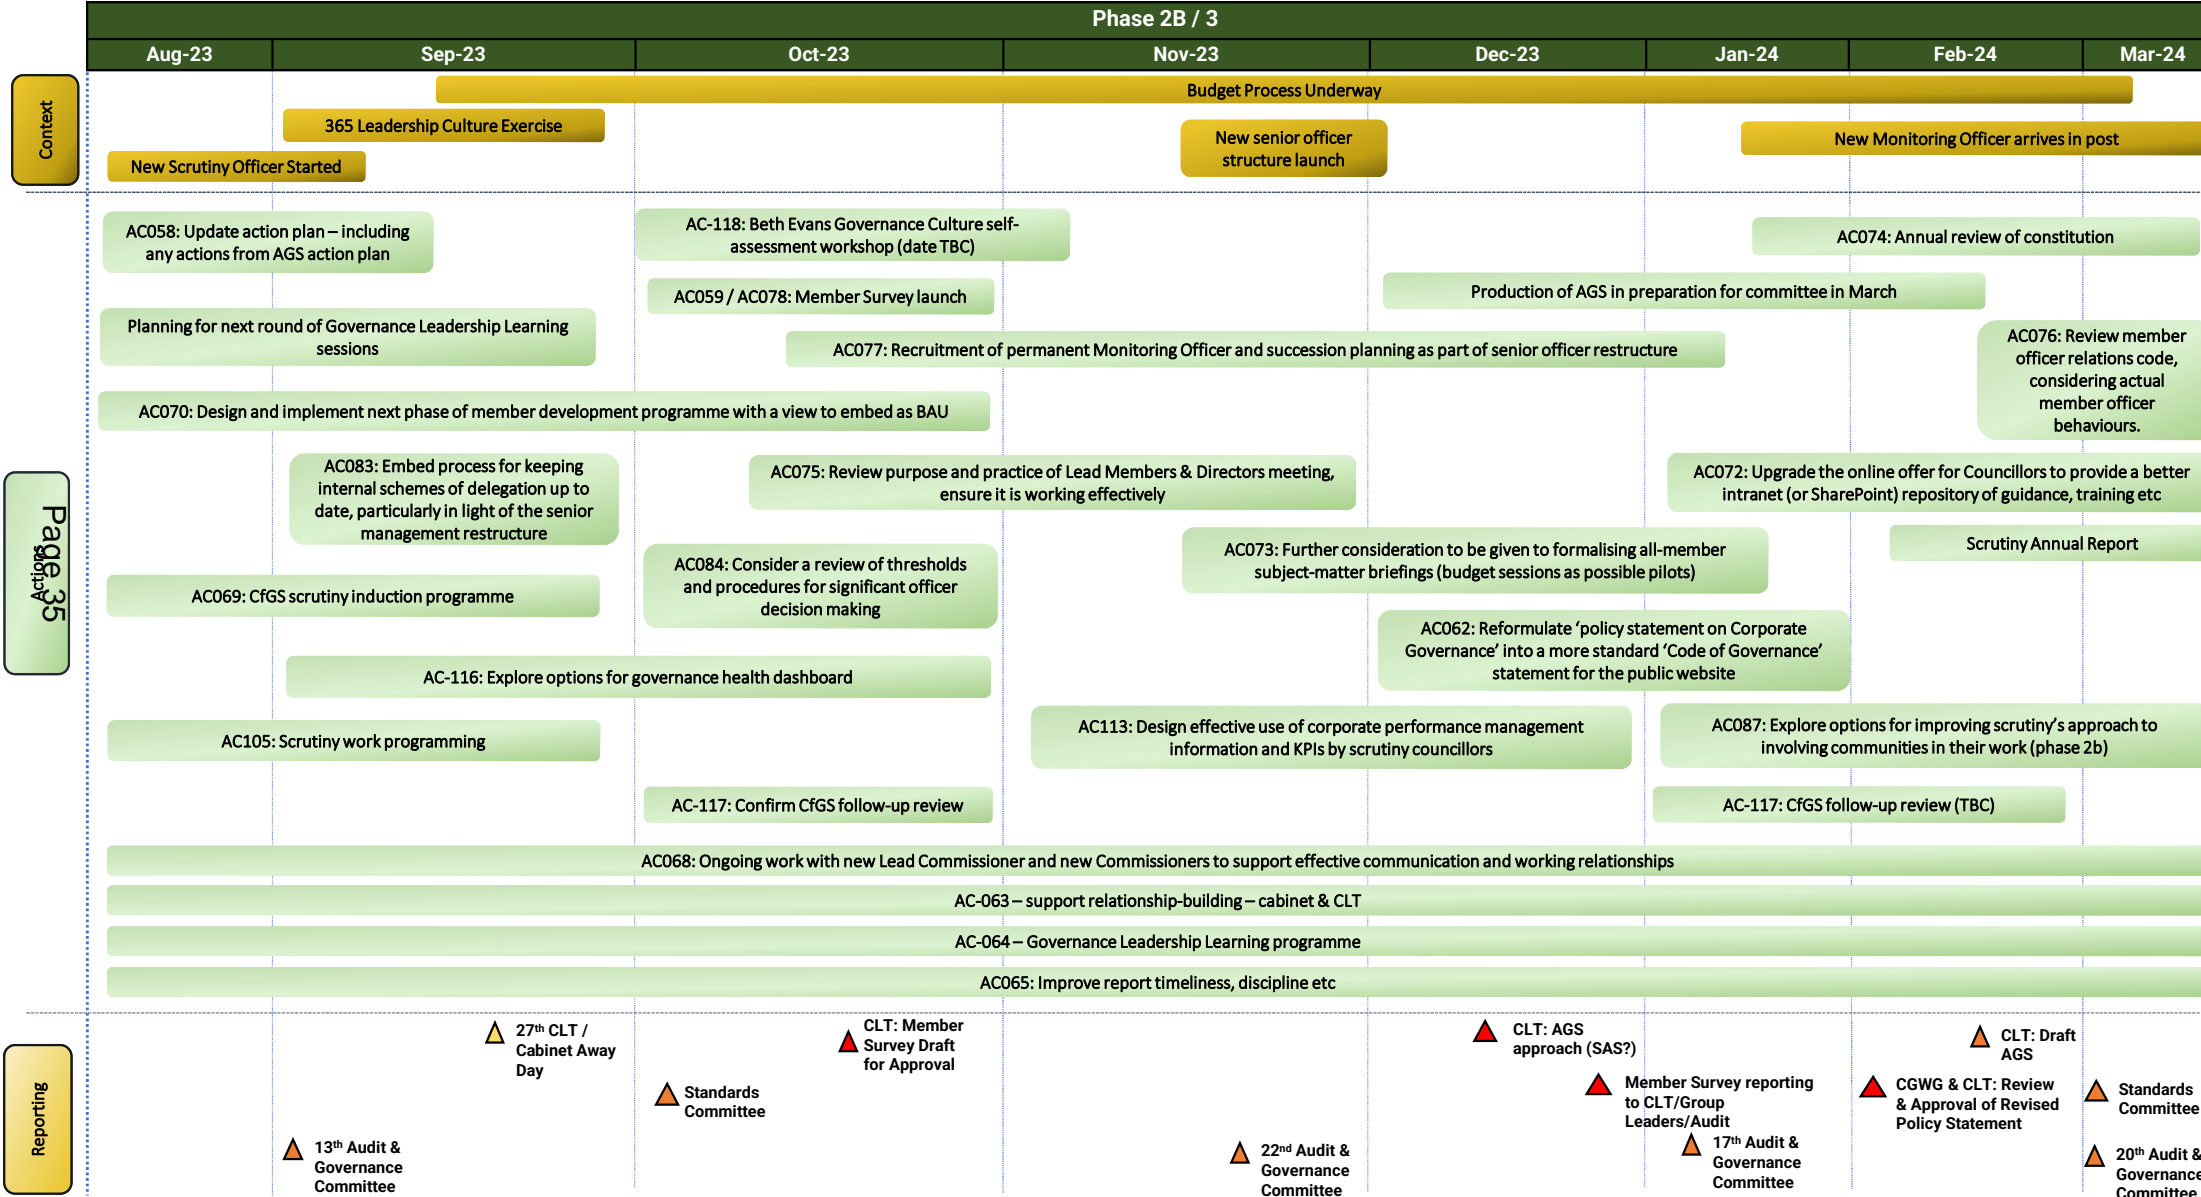 Phase 2B / 3
Aug-23 Sep-23 Oct-23 Nov-23 Dec-23 Jan-24 Feb-24 Mar-24
Context
Budget Process Underway
365 Leadership Culture Exercise
New senior officer
structure launch
New Monitoring Officer arrives in post
New Scrutiny Officer Started
AC058: Update action plan – including
any actions from AGS action plan
AC-118: Beth Evans Governance Culture self-
assessment workshop (date TBC)
AC074: Annual review of constitution
AC059 / AC078: Member Survey launch
Production of AGS in preparation for committee in March
Planning for next round of Governance Leadership Learning
sessions
AC077: Recruitment of permanent Monitoring Officer and succession planning as part of senior officer restructure
AC076: Review member
officer relations code,
considering actual
member officer
behaviours.
AC070: Design and implement next phase of member development programme with a view to embed as BAU
Actions
Page 35
AC083: Embed process for keeping
internal schemes of delegation up to
date, particularly in light of the senior
management restructure
AC075: Review purpose and practice of Lead Members & Directors meeting,
ensure it is working effectively
AC072: Upgrade the online offer for Councillors to provide a better
intranet (or SharePoint) repository of guidance, training etc
AC084: Consider a review of thresholds
and procedures for significant officer
decision making
AC073: Further consideration to be given to formalising all-member
subject-matter briefings (budget sessions as possible pilots)
Scrutiny Annual Report
AC069: CfGS scrutiny induction programme
AC062: Reformulate ‘policy statement on Corporate
Governance’ into a more standard ‘Code of Governance’
statement for the public website
AC-116: Explore options for governance health dashboard
AC105: Scrutiny work programming
AC113: Design effective use of corporate performance management
information and KPIs by scrutiny councillors
AC087: Explore options for improving scrutiny’s approach to
involving communities in their work (phase 2b)
AC-117: Confirm CfGS follow-up review
AC-117: CfGS follow-up review (TBC)
AC068: Ongoing work with new Lead Commissioner and new Commissioners to support effective communication and working relationships
AC-063 – support relationship-building – cabinet & CLT
AC-064 – Governance Leadership Learning programme
AC065: Improve report timeliness, discipline etc
Reporting
27th CLT /
Cabinet Away
Day
CLT: Member
Survey Draft
for Approval
CLT: AGS
approach (SAS?)
CLT: Draft
AGS
Standards
Committee
Member Survey reporting
to CLT/Group
Leaders/Audit
CGWG & CLT: Review
& Approval of Revised
Policy Statement
Standards
Committee
13th Audit &
Governance
Committee
22nd Audit &
Governance
Committee
17th Audit &
Governance
Committee
20th Audit &
Governance
Committee